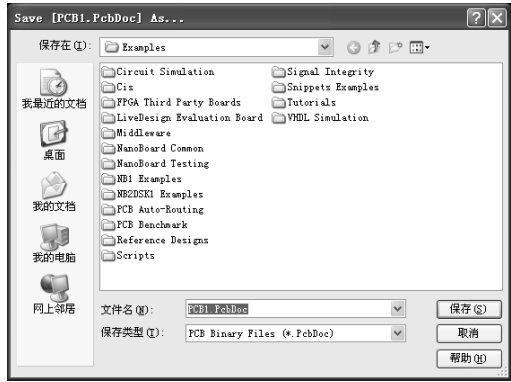 Save [PCB1.PcbDoc] As...
保存在(I):
Examples
Circuit Simulation
Cis
FPGA Third Party Boards
LiveDesign Evaluation Board
Middleware
NanoBoard Common
NanoBoard Testing
NB1 Examples
NB2DSK1 Examples
PCB Auto-Routing
PCB Benchmark
Reference Designs
Scripts
Signal Integrity
Snippets Examples
Tutorials
VHDL Simulation
我最近的文档
桌面
我的文档
我的电脑
网上邻居
文件名(N):
PCB1.PcbDoc
保存(S)
保存类型(T):
PCB Binary Files (*.PcbDoc)
取消
帮助(H)